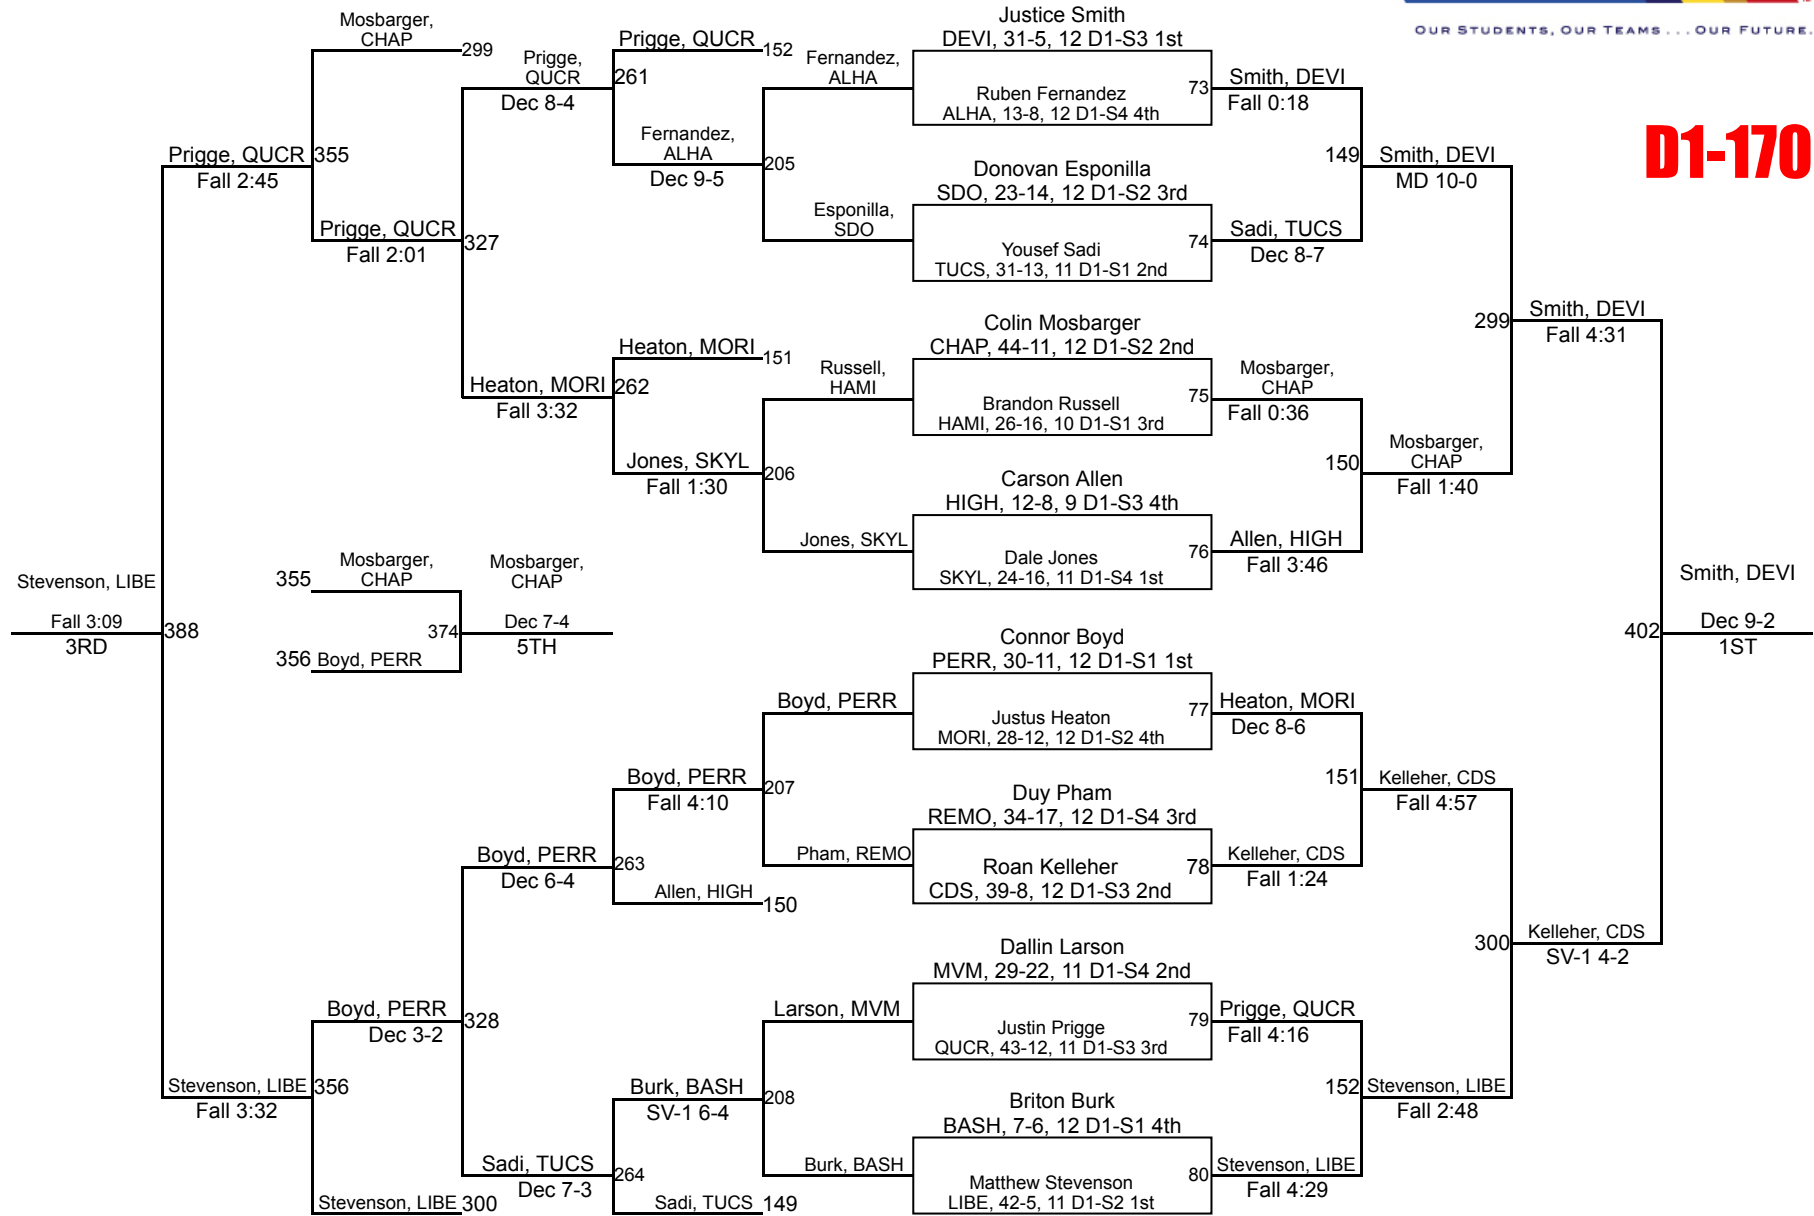 OUR STUDENTS, OUR TEAMS . . . OUR FUTURE.
D1-170
Mosbarger,
CHAP
299
Prigge,
QUCR
Dec 8-4
Prigge, QUCR
152
261
Fernandez,
ALHA
Dec 9-5
205
Fernandez,
ALHA
Esponilla,
SDO
Prigge, QUCR
Fall 2:45
355
Prigge, QUCR
Fall 2:01
327
Heaton, MORI
Fall 3:32
Heaton, MORI
151
262
Jones, SKYL
Fall 1:30
206
Russell,
HAMI
Jones, SKYL
Justice Smith
DEVI, 31-5, 12 D1-S3 1st
Ruben Fernandez
ALHA, 13-8, 12 D1-S4 4th
73
Smith, DEVI
Fall 0:18
Donovan Esponilla
SDO, 23-14, 12 D1-S2 3rd
Yousef Sadi
TUCS, 31-13, 11 D1-S1 2nd
74
Sadi, TUCS
Dec 8-7
149
Smith, DEVI
MD 10-0
Colin Mosbarger
CHAP, 44-11, 12 D1-S2 2nd
Brandon Russell
HAMI, 26-16, 10 D1-S1 3rd
75
Mosbarger,
CHAP
Fall 0:36
Carson Allen
HIGH, 12-8, 9 D1-S3 4th
Dale Jones
SKYL, 24-16, 11 D1-S4 1st
76
Allen, HIGH
Fall 3:46
150
Mosbarger,
CHAP
Fall 1:40
299
Smith, DEVI
Fall 4:31
Stevenson, LIBE
Fall 3:09
3RD
388
355
Mosbarger,
CHAP
356 Boyd, PERR
374
Mosbarger,
CHAP
Dec 7-4
5TH
402
Smith, DEVI
Dec 9-2
1ST
Connor Boyd
PERR, 30-11, 12 D1-S1 1st
Justus Heaton
MORI, 28-12, 12 D1-S2 4th
77
Heaton, MORI
Dec 8-6
Duy Pham
REMO, 34-17, 12 D1-S4 3rd
Roan Kelleher
CDS, 39-8, 12 D1-S3 2nd
78
Kelleher, CDS
Fall 1:24
151
Kelleher, CDS
Fall 4:57
Dallin Larson
MVM, 29-22, 11 D1-S4 2nd
Justin Prigge
QUCR, 43-12, 11 D1-S3 3rd
79
Prigge, QUCR
Fall 4:16
Briton Burk
BASH, 7-6, 12 D1-S1 4th
Matthew Stevenson
LIBE, 42-5, 11 D1-S2 1st
80
Stevenson, LIBE
Fall 4:29
152
Stevenson, LIBE
Fall 2:48
300
Kelleher, CDS
SV-1 4-2
Boyd, PERR
Pham, REMO
207
Boyd, PERR
Fall 4:10
Boyd, PERR
Dec 6-4
263
Allen, HIGH
150
Larson, MVM
Burk, BASH
208
Burk, BASH
SV-1 6-4
Boyd, PERR
Dec 3-2
328
Sadi, TUCS
Dec 7-3
264
Sadi, TUCS
149
Stevenson, LIBE
Fall 3:32
356
Stevenson, LIBE
300